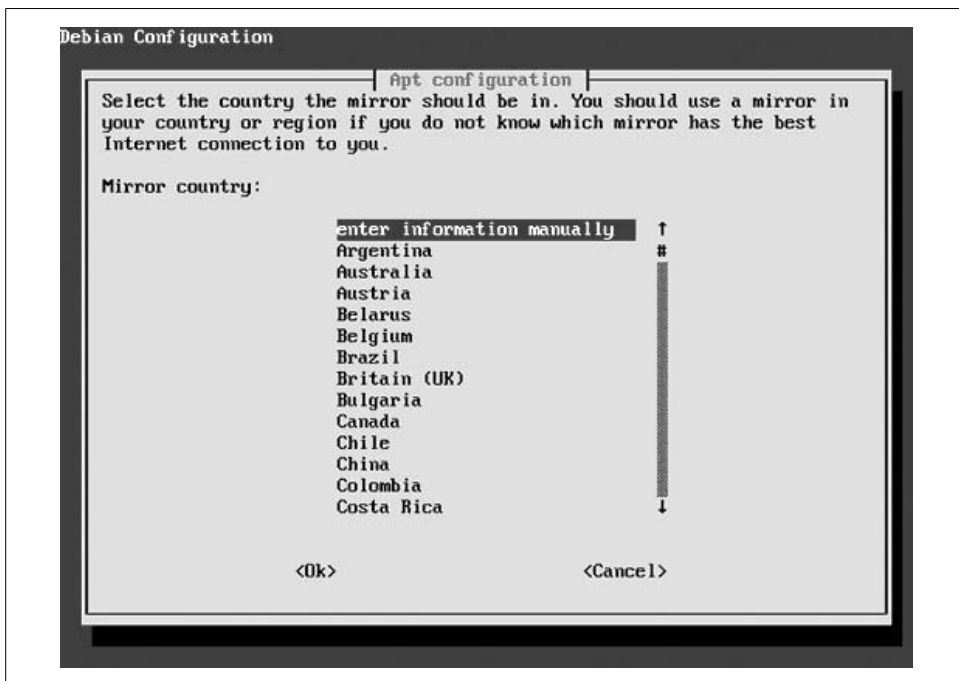 Debian Configuration
Apt configuration
Select the country the mirror should be in. You should use a mirror in
your country or region if you do not know which mirror has the best
Internet connection to you.
Mirror country:
enter information manually ↑
Argentina #
Australia
Austria
Belarus
Belgium
Brazil
Britain (UK)
Bulgaria
Canada
Chile
China
Colombia
Costa Rica ↓
<Ok> <Cancel>